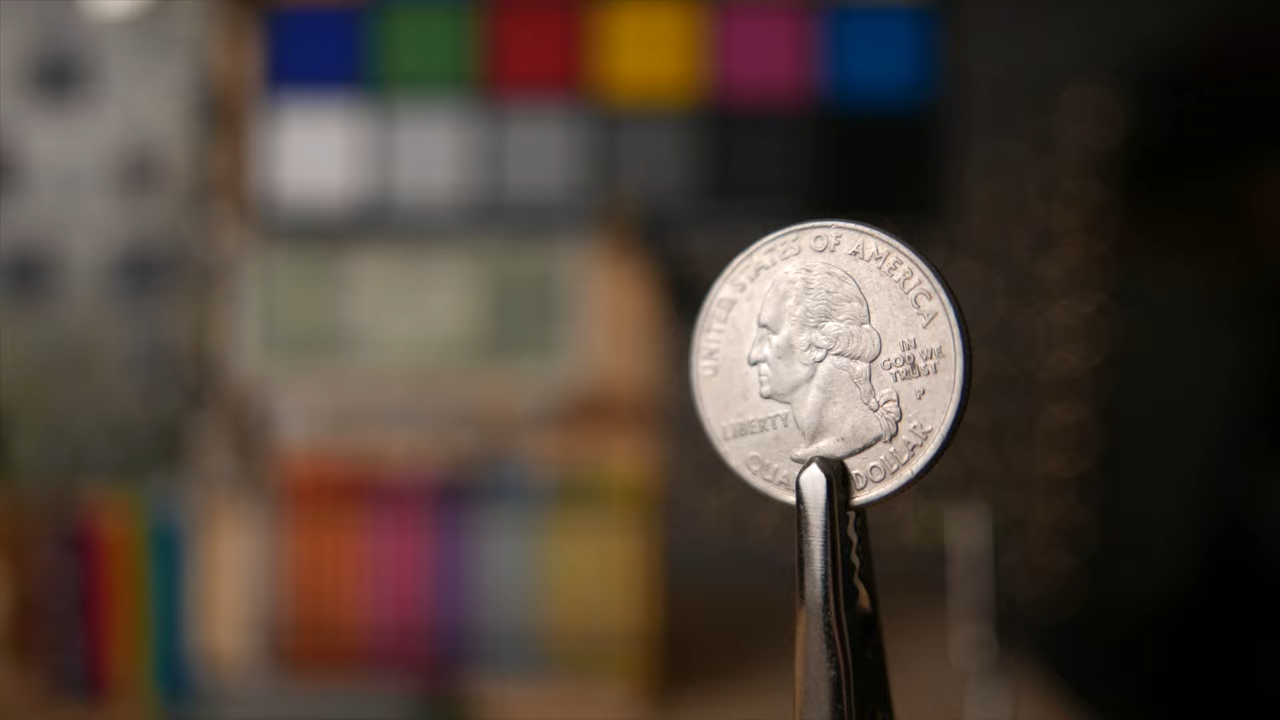 UNITED STATES OF AMERICA
LIBERTY
IN
GOD WE
TRUST
P
QUA DOLLAR